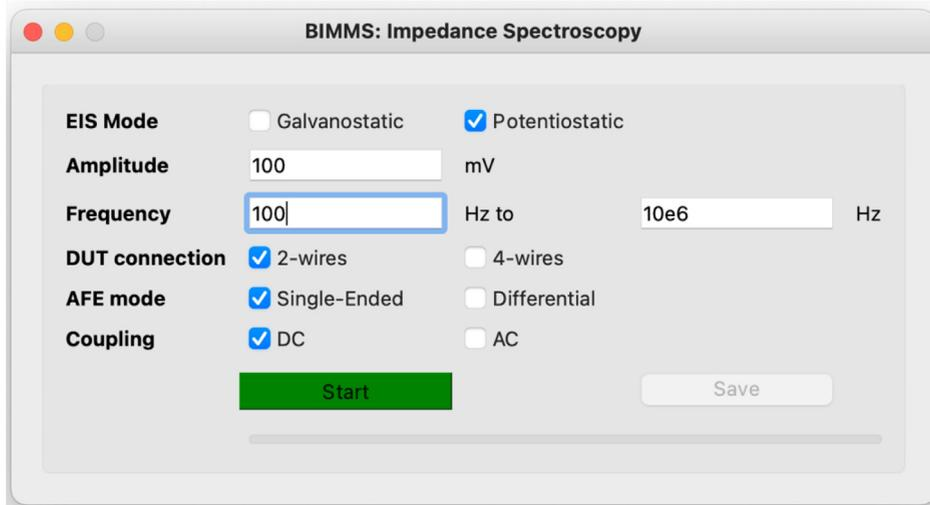 BIMMS: Impedance Spectroscopy
EIS Mode Galvanostatic Potentiostatic
Amplitude 100 mV
Frequency 100 Hz to 10e6 Hz
DUT connection 2-wires 4-wires
AFE mode Single-Ended Differential
Coupling DC AC
Start Save